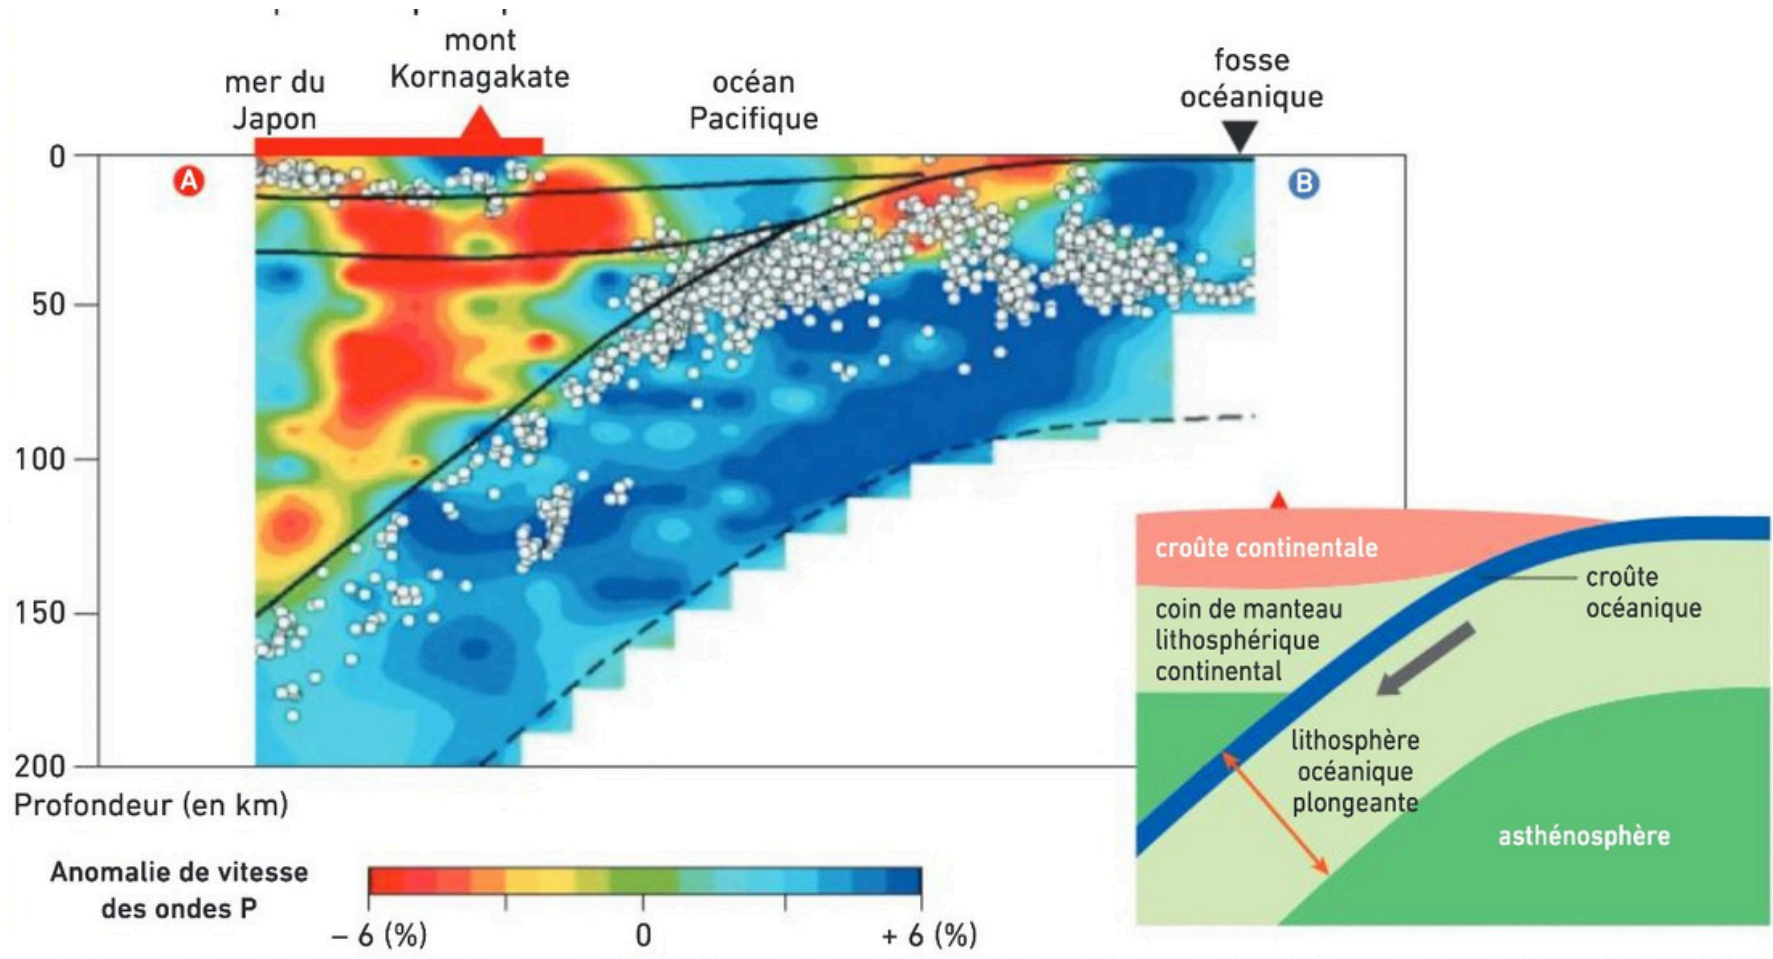 mont
Kornagakate
mer du
Japon
océan
Pacifique
fosse
océanique
A
B
0
50
100
150
200
Profondeur (en km)
Anomalie de vitesse
des ondes P
– 6 (%)
0
+ 6 (%)
croûte continentale
croûte
océanique
coin de manteau
lithosphérique
continental
lithosphère
océanique
plongeante
asthénosphère